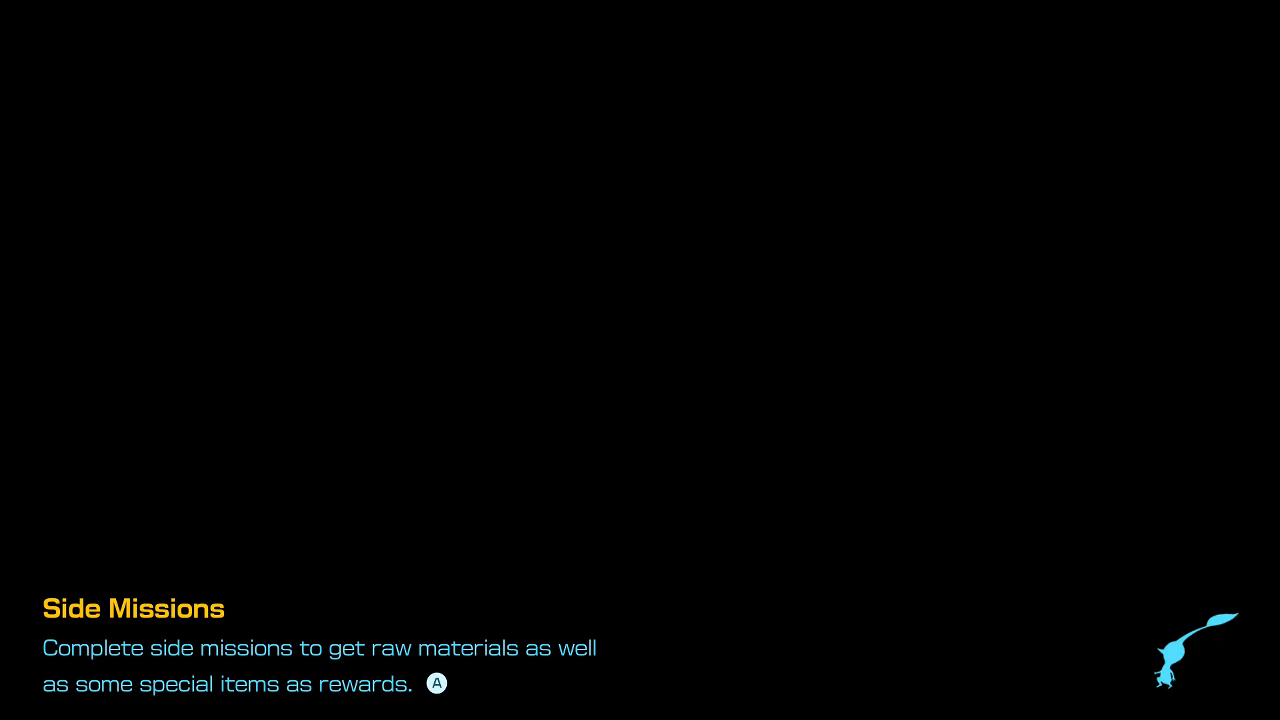 Side Missions
Complete side missions to get raw materials as well
as some special items as rewards. A